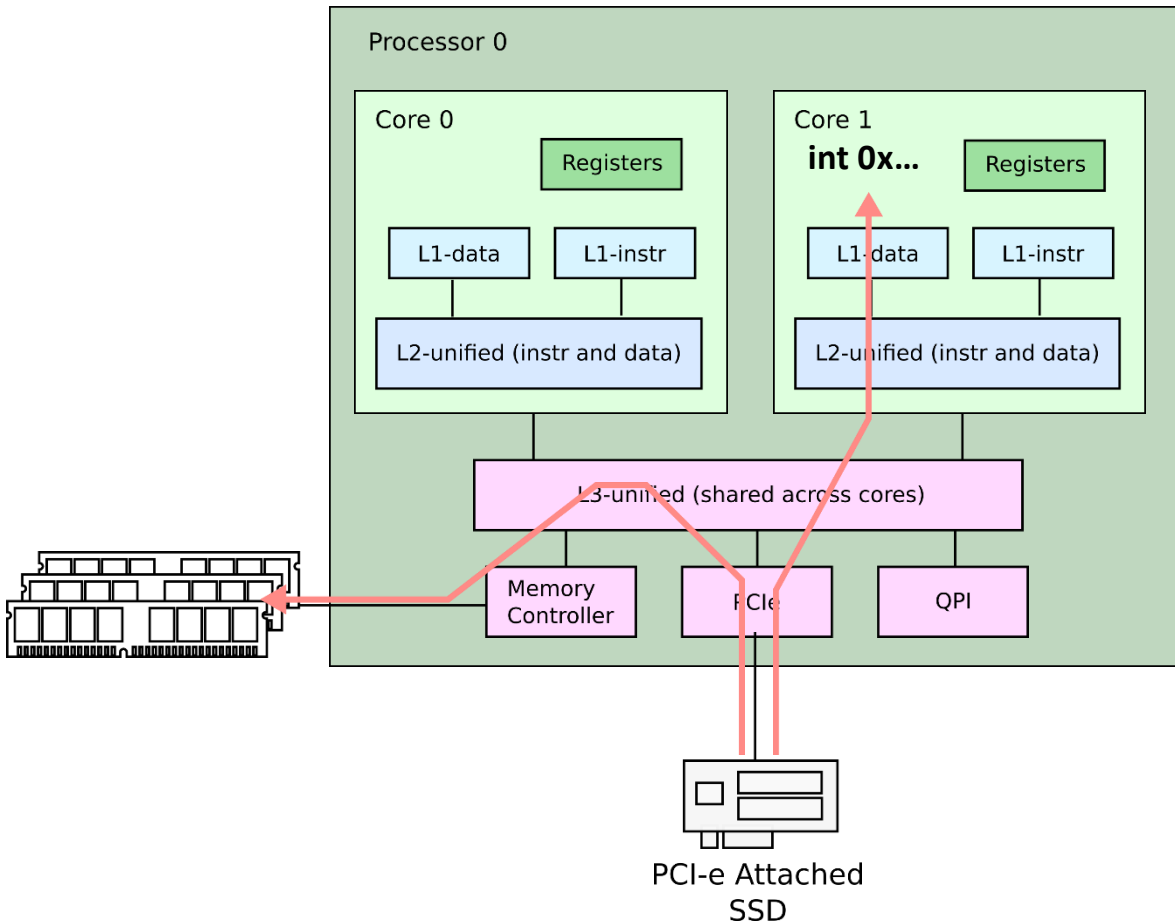 Processor 0
Core 0
Registers
L1-data
L1-instr
L2-unified (instr and data)
Core 1
int 0x...
Registers
L1-data
L1-instr
L2-unified (instr and data)
L3-unified (shared across cores)
Memory
Controller
PCIe
QPI
PCI-e Attached
SSD